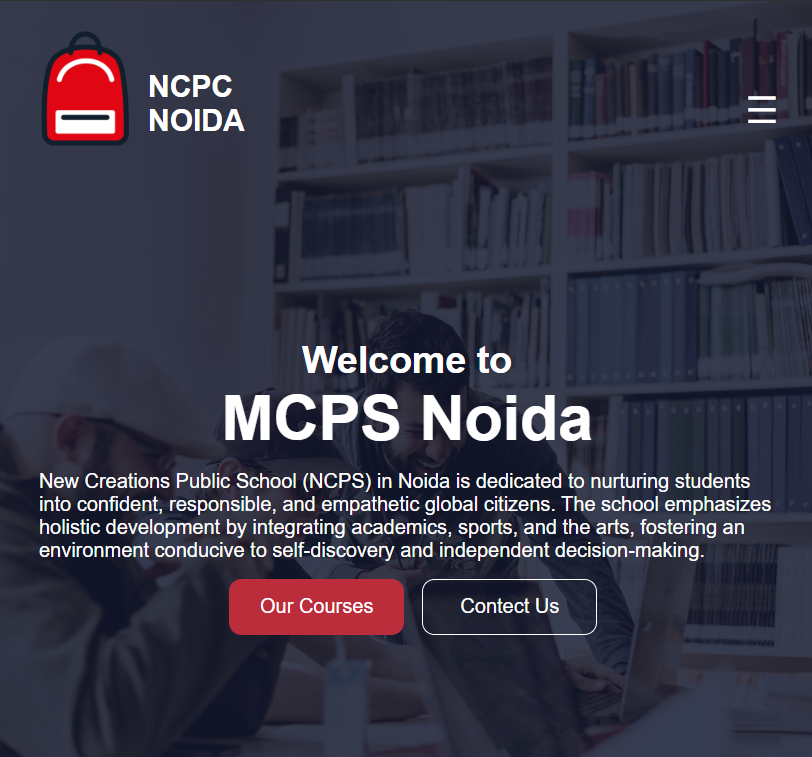 NCPC
NOIDA
Welcome to
MCPS Noida
New Creations Public School (NCPS) in Noida is dedicated to nurturing students
into confident, responsible, and empathetic global citizens. The school emphasizes
holistic development by integrating academics, sports, and the arts, fostering an
environment conducive to self-discovery and independent decision-making.
Our Courses
Contect Us